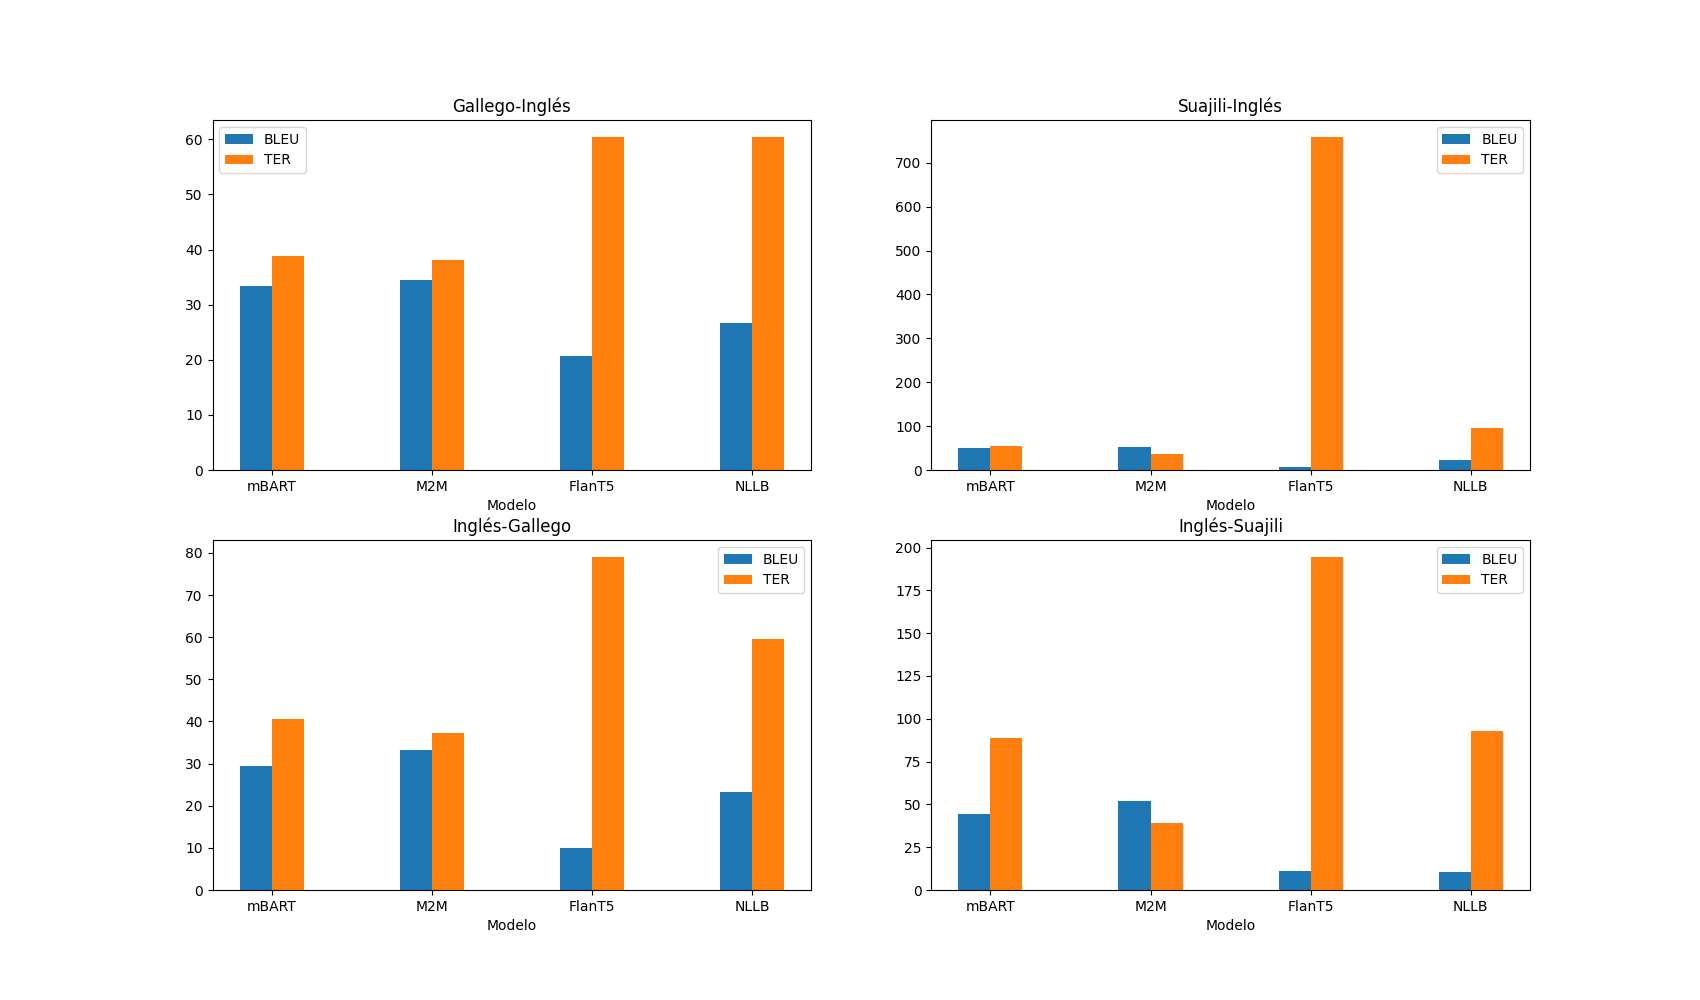 Gallego-Inglés
BLEU
TER
60
50
40
30
20
10
0
mBART M2M FlanT5 NLLB
Modelo
Suajili-Inglés
BLEU
TER
700
600
500
400
300
200
100
0
mBART M2M FlanT5 NLLB
Modelo
Inglés-Gallego
BLEU
TER
80
70
60
50
40
30
20
10
0
mBART M2M FlanT5 NLLB
Modelo
Inglés-Suajili
BLEU
TER
200
175
150
125
100
75
50
25
0
mBART M2M FlanT5 NLLB
Modelo